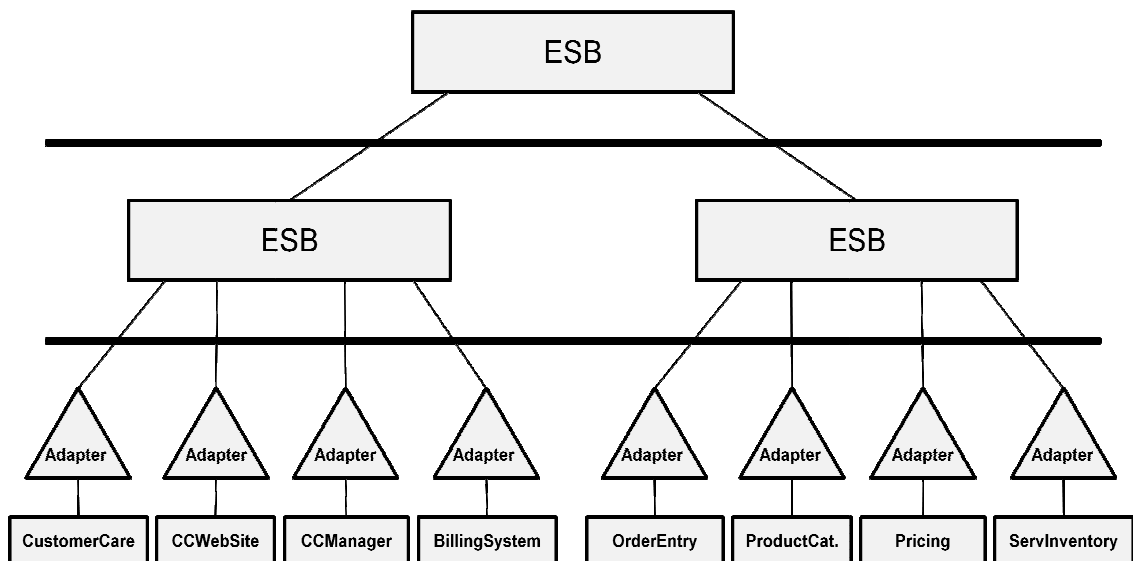 ESB
ESB ESB
Adapter Adapter Adapter Adapter Adapter Adapter Adapter Adapter
CustomerCare CCWebSite CCManager BillingSystem OrderEntry ProductCat. Pricing ServInventory